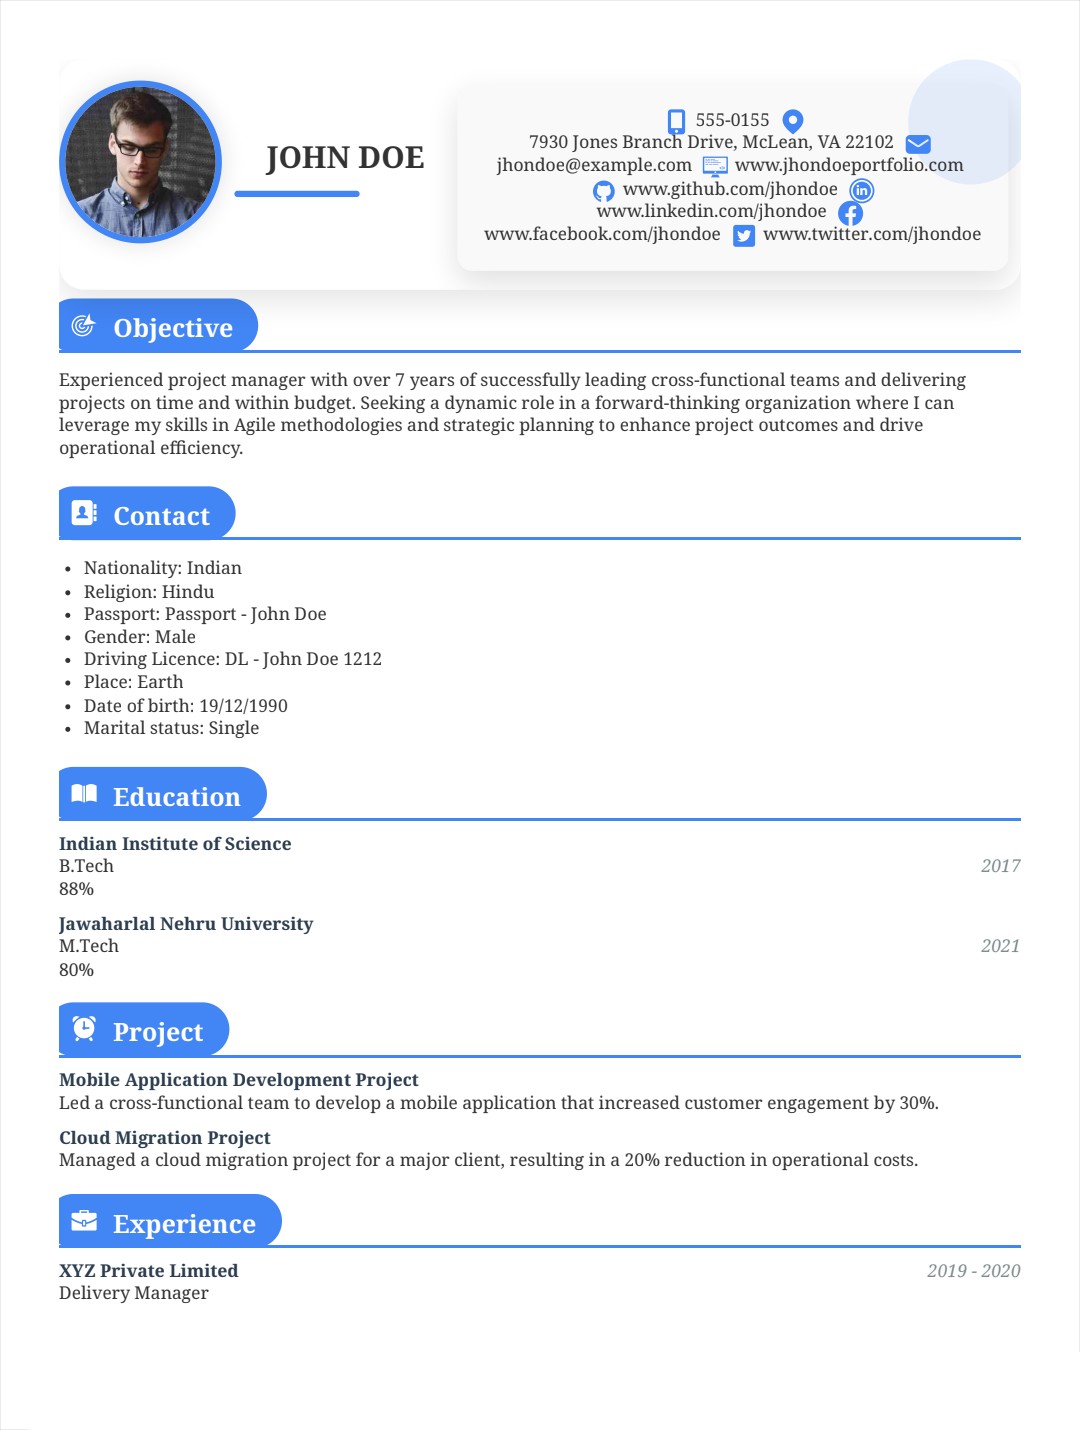 JOHN DOE
555-0155
7930 Jones Branch Drive, McLean, VA 22102
jhondoe@example.com www.jhondoeportfolio.com
www.github.com/jhondoe
www.linkedin.com/jhondoe
www.facebook.com/jhondoe www.twitter.com/jhondoe
Objective
Experienced project manager with over 7 years of successfully leading cross-functional teams and delivering
projects on time and within budget. Seeking a dynamic role in a forward-thinking organization where I can
leverage my skills in Agile methodologies and strategic planning to enhance project outcomes and drive
operational efficiency.
Contact
• Nationality: Indian
• Religion: Hindu
• Passport: Passport - John Doe
• Gender: Male
• Driving Licence: DL - John Doe 1212
• Place: Earth
• Date of birth: 19/12/1990
• Marital status: Single
Education
Indian Institute of Science
B.Tech 2017
88%
Jawaharlal Nehru University
M.Tech 2021
80%
Project
Mobile Application Development Project
Led a cross-functional team to develop a mobile application that increased customer engagement by 30%.
Cloud Migration Project
Managed a cloud migration project for a major client, resulting in a 20% reduction in operational costs.
Experience
XYZ Private Limited 2019 - 2020
Delivery Manager